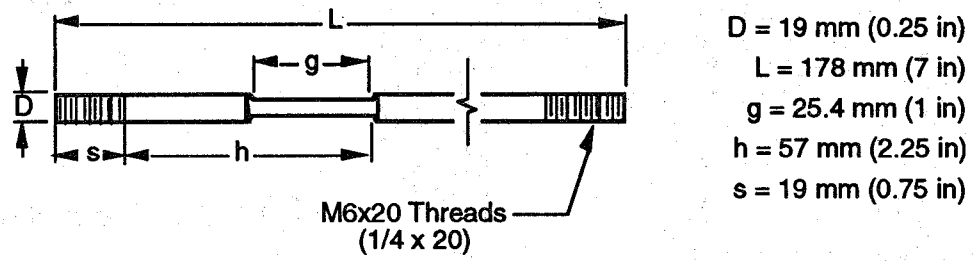 L
g
D
s
h
M6x20 Threads
(1/4 x 20)
D = 19 mm (0.25 in)
L = 178 mm (7 in)
g = 25.4 mm (1 in)
h = 57 mm (2.25 in)
s = 19 mm (0.75 in)